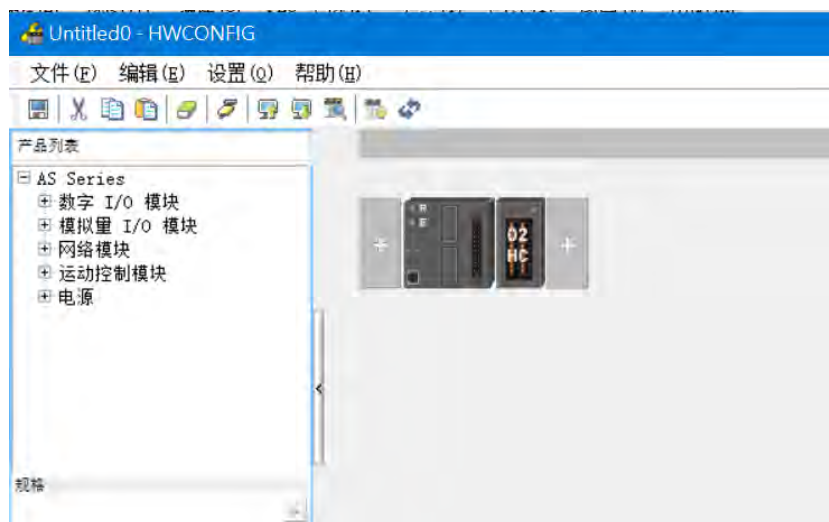 Untitled0 - HWCONFIG
文件(F) 编辑(E) 设置(O) 帮助(H)
产品列表
AS Series
数字 I/O 模块
模拟量 I/O 模块
网络模块
运动控制模块
电源
R
E
02
HC
规格